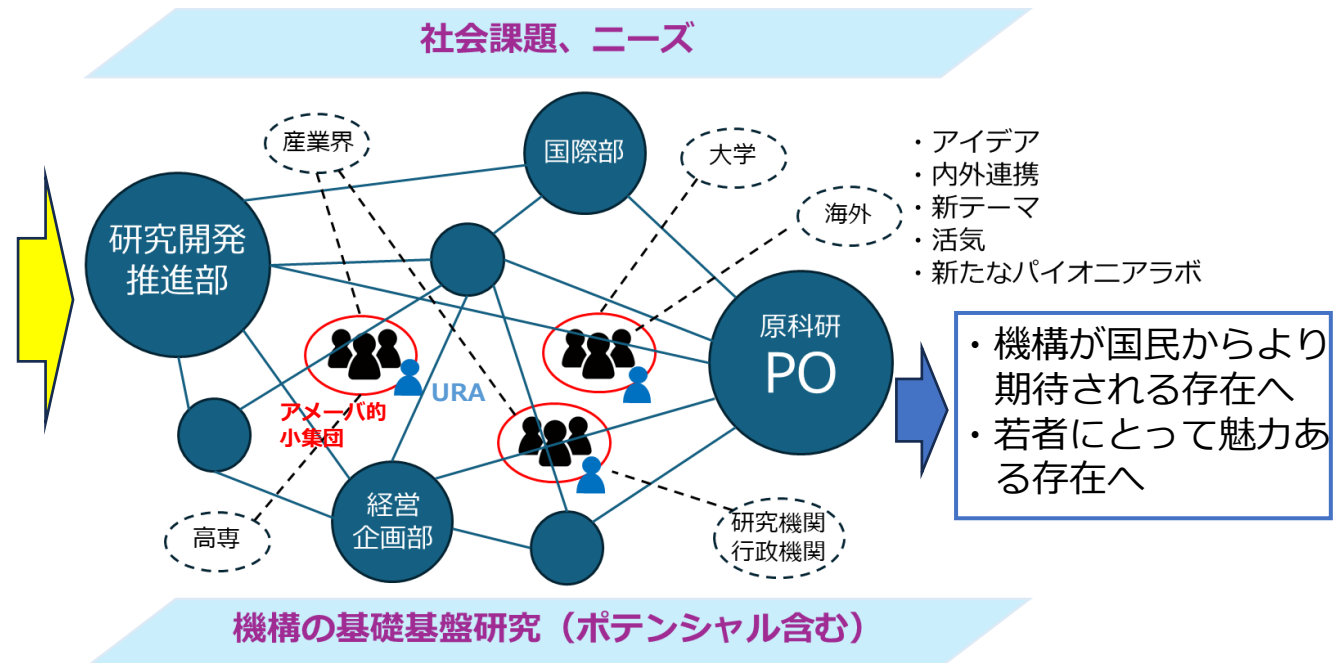 社会課題、ニーズ
産業界
国際部
大学
海外
・アイデア
・内外連携
・新テーマ
・活気
・新たなパイオニアラボ
研究開発
推進部
原科研
PO
・機構が国民からより
期待される存在へ
・若者にとって魅力あ
る存在へ
URA
アメーバ的
小集団
経営
企画部
高専
研究機関
行政機関
機構の基礎基盤研究（ポテンシャル含む）